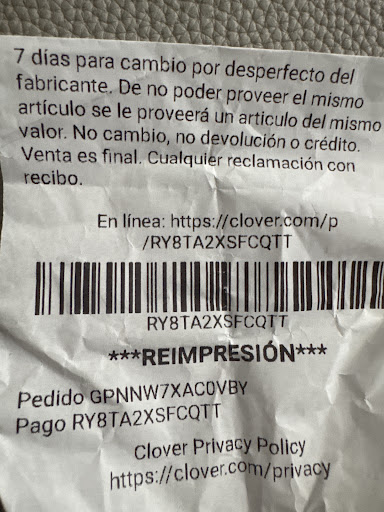 7 días para cambio por desperfecto del
fabricante. De no poder proveer el mismo
artículo se le proveerá un articulo del mismo
valor. No cambio, no devolución o crédito.
Venta es final. Cualquier reclamación con
recibo.
En línea: https://clover.com/p
/RY8TA2XSFCQTT
RY8TA2XSFCQTT
***REIMPRESIÓN***
Pedido GPNNW7XAC0VBY
Pago RY8TA2XSFCQTT
Clover Privacy Policy
https://clover.com/privacy